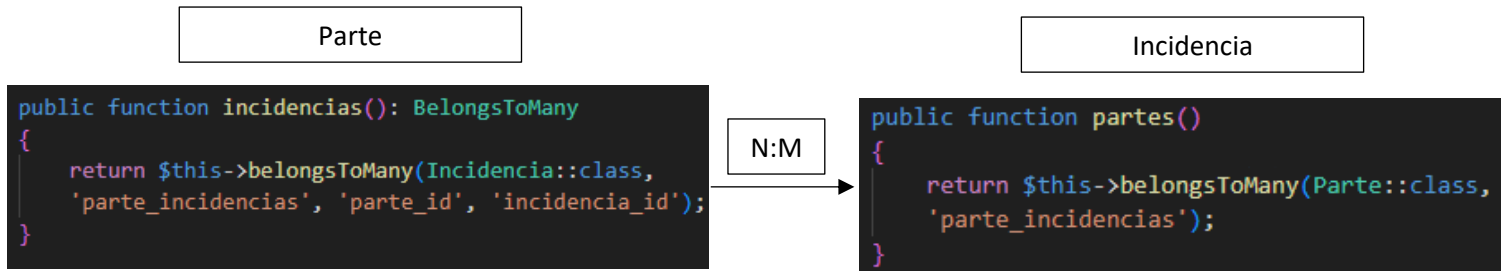 Parte
public function incidencias(): BelongsToMany
{
return $this->belongsToMany(Incidencia::class,
'parte_incidencias', 'parte_id', 'incidencia_id');
}
N:M
Incidencia
public function partes()
{
return $this->belongsToMany(Parte::class,
'parte_incidencias');
}